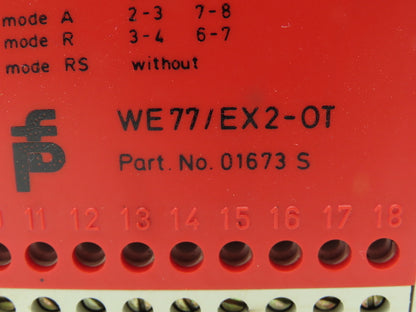 mode A 2-3 7-8
mode R 3-4 6-7
mode RS without
fp
WE77/EX2-OT
Part. No. 01673 S
11 12 13 14 15 16 17 18